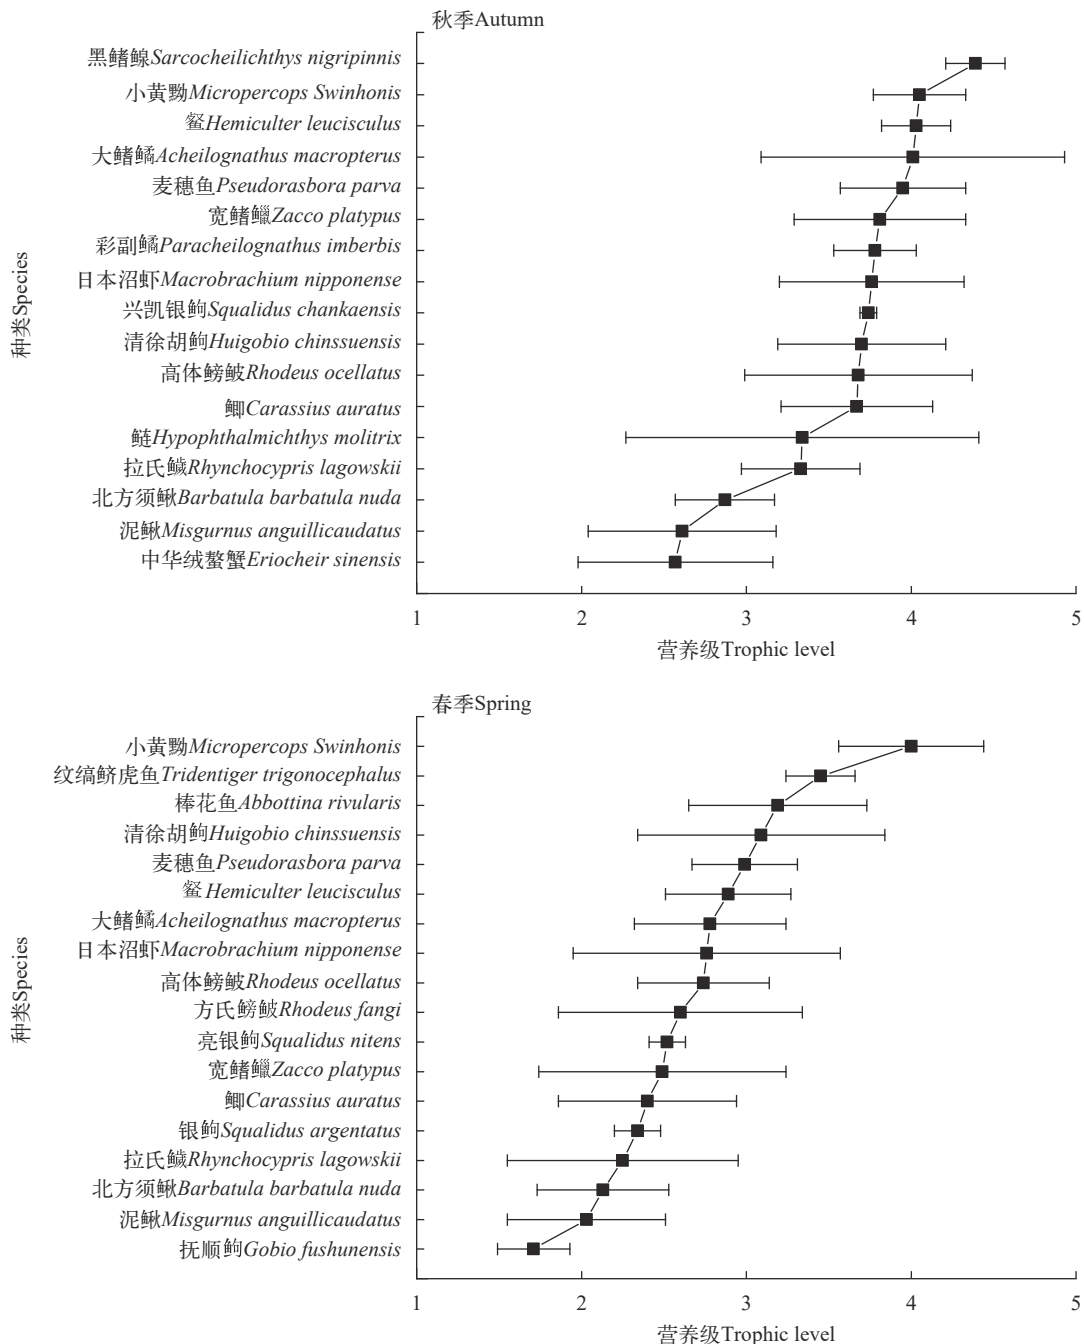 秋季Autumn
黑鳍鳈Sarcocheilichthys nigripinnis
小黄黝Micropercops Swinhonis
䱗Hemiculter leucisculus
大鳍鱊Acheilognathus macropterus
麦穗鱼Pseudorasbora parva
宽鳍鱲Zacco platypus
彩副鱊Paracheilognathus imberbis
日本沼虾Macrobrachium nipponense
兴凯银鮈Squalidus chankaensis
清徐胡鮈Huigobio chinssuensis
高体鳑鲏Rhodeus ocellatus
鲫Carassius auratus
鲢Hypophthalmichthys molitrix
拉氏鱥Rhynchocypris lagowskii
北方须鳅Barbatula barbatula nuda
泥鳅Misgurnus anguillicaudatus
中华绒螯蟹Eriocheir sinensis
种类Species
1 2 3 4 5
营养级Trophic level
春季Spring
小黄黝Micropercops Swinhonis
纹缟鲚虎鱼Tridentiger trigonocephalus
棒花鱼Abbottina rivularis
清徐胡鮈Huigobio chinssuensis
麦穗鱼Pseudorasbora parva
䱗Hemiculter leucisculus
大鳍鱊Acheilognathus macropterus
日本沼虾Macrobrachium nipponense
高体鳑鲏Rhodeus ocellatus
方氏鳑鲏Rhodeus fangi
亮银鮈Squalidus nitens
宽鳍鱲Zacco platypus
鲫Carassius auratus
银鮈Squalidus argentatus
拉氏鱥Rhynchocypris lagowskii
北方须鳅Barbatula barbatula nuda
泥鳅Misgurnus anguillicaudatus
抚顺鮈Gobio fushunensis
种类Species
1 2 3 4 5
营养级Trophic level